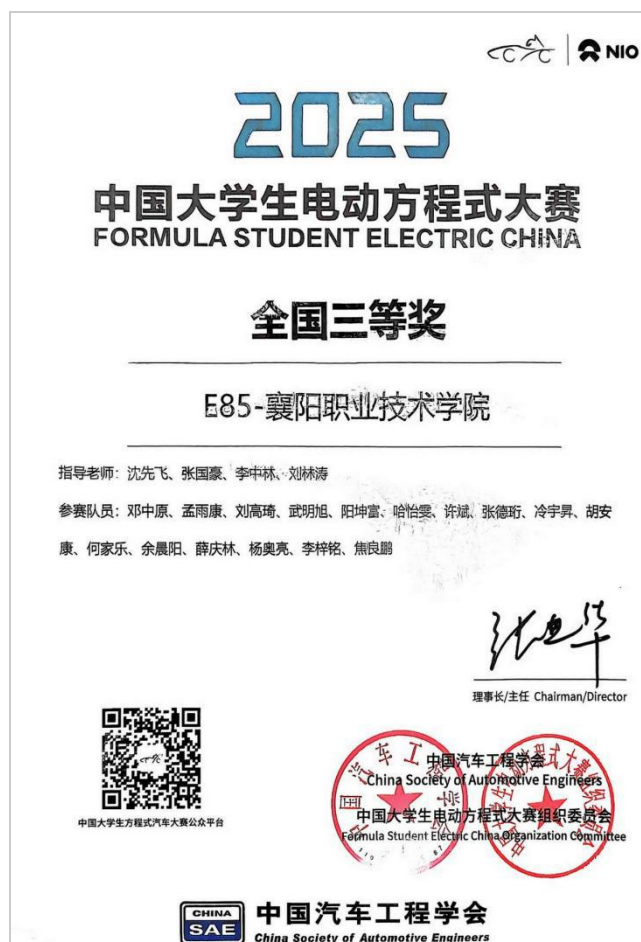 NIO
2025
中国大学生电动方程式大赛
FORMULA STUDENT ELECTRIC CHINA
全国三等奖
E85-襄阳职业技术学院
指导老师：沈先飞、张国豪、李中林、刘林涛
参赛队员：邓中原、孟雨康、刘高琦、武明旭、阳坤富、哈怡雯、许斌、张德珩、冷宇昇、胡安
康、何家乐、余晨阳、薛庆林、杨奥亮、李梓铭、焦良鹏
理事长/主任 Chairman/Director
中国汽车工程学会
China Society of Automotive Engineers
中国大学生电动方程式大赛组织委员会
Formula Student Electric China Organization Committee
中国大学生方程式汽车大赛公众平台
CHINA
SAE
中国汽车工程学会
China Society of Automotive Engineers